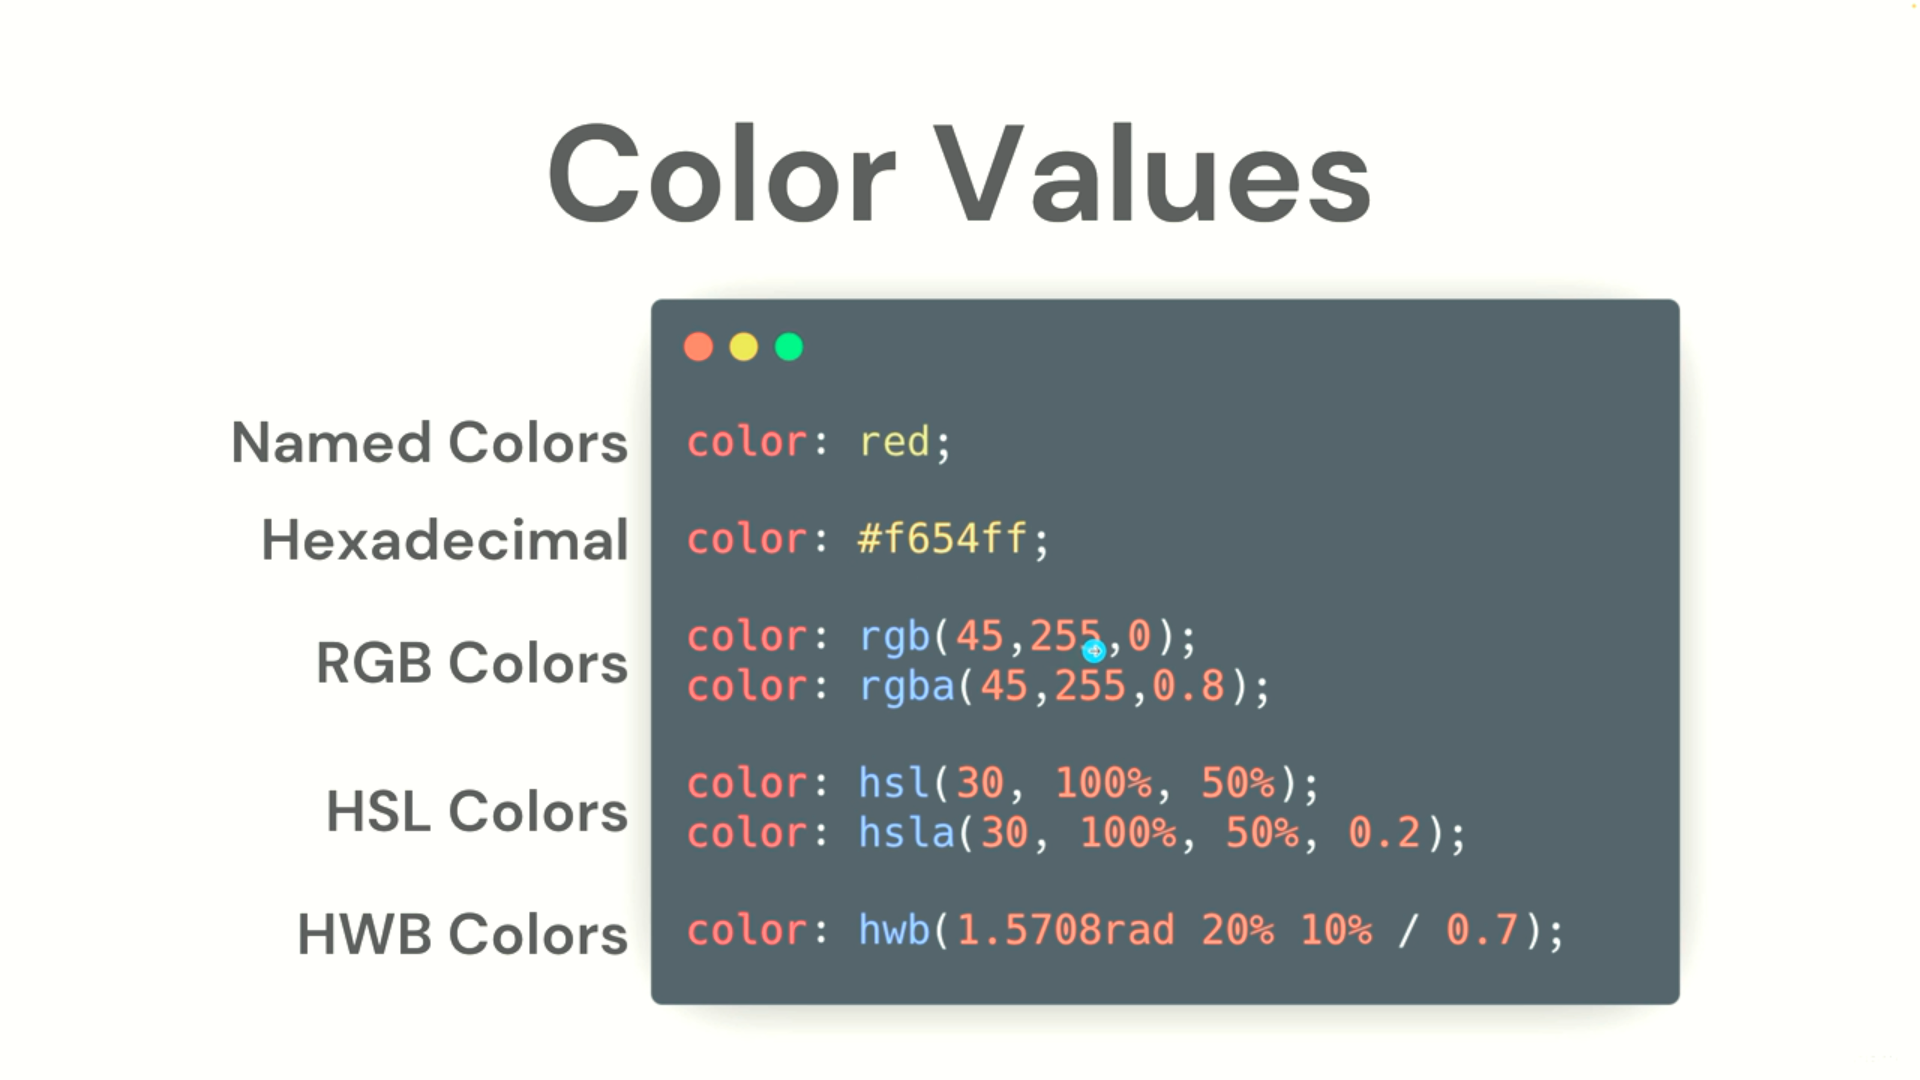 Color Values
Named Colors
color: red;
Hexadecimal
color: #f654ff;
RGB Colors
color: rgb(45,255,0);
color: rgba(45,255,0.8);
HSL Colors
color: hsl(30, 100%, 50%);
color: hsla(30, 100%, 50%, 0.2);
HWB Colors
color: hwb(1.5708rad 20% 10% / 0.7);